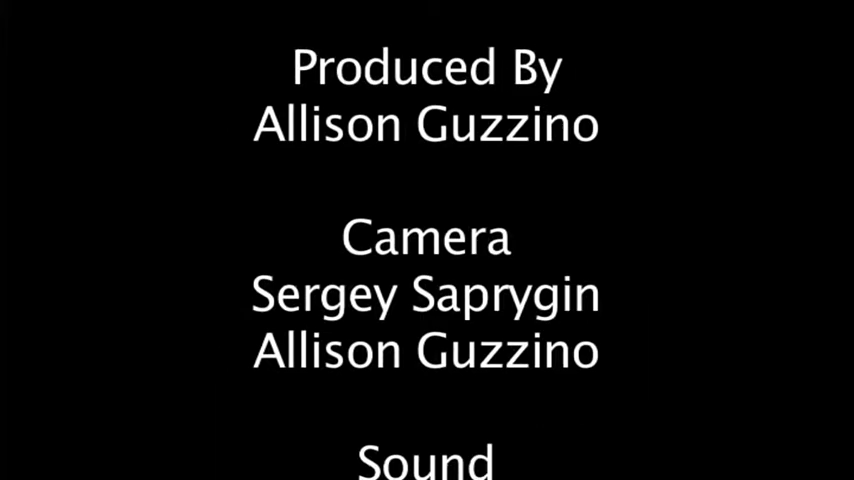 Produced By
Allison Guzzino
Camera
Sergey Saprygin
Allison Guzzino
Sound